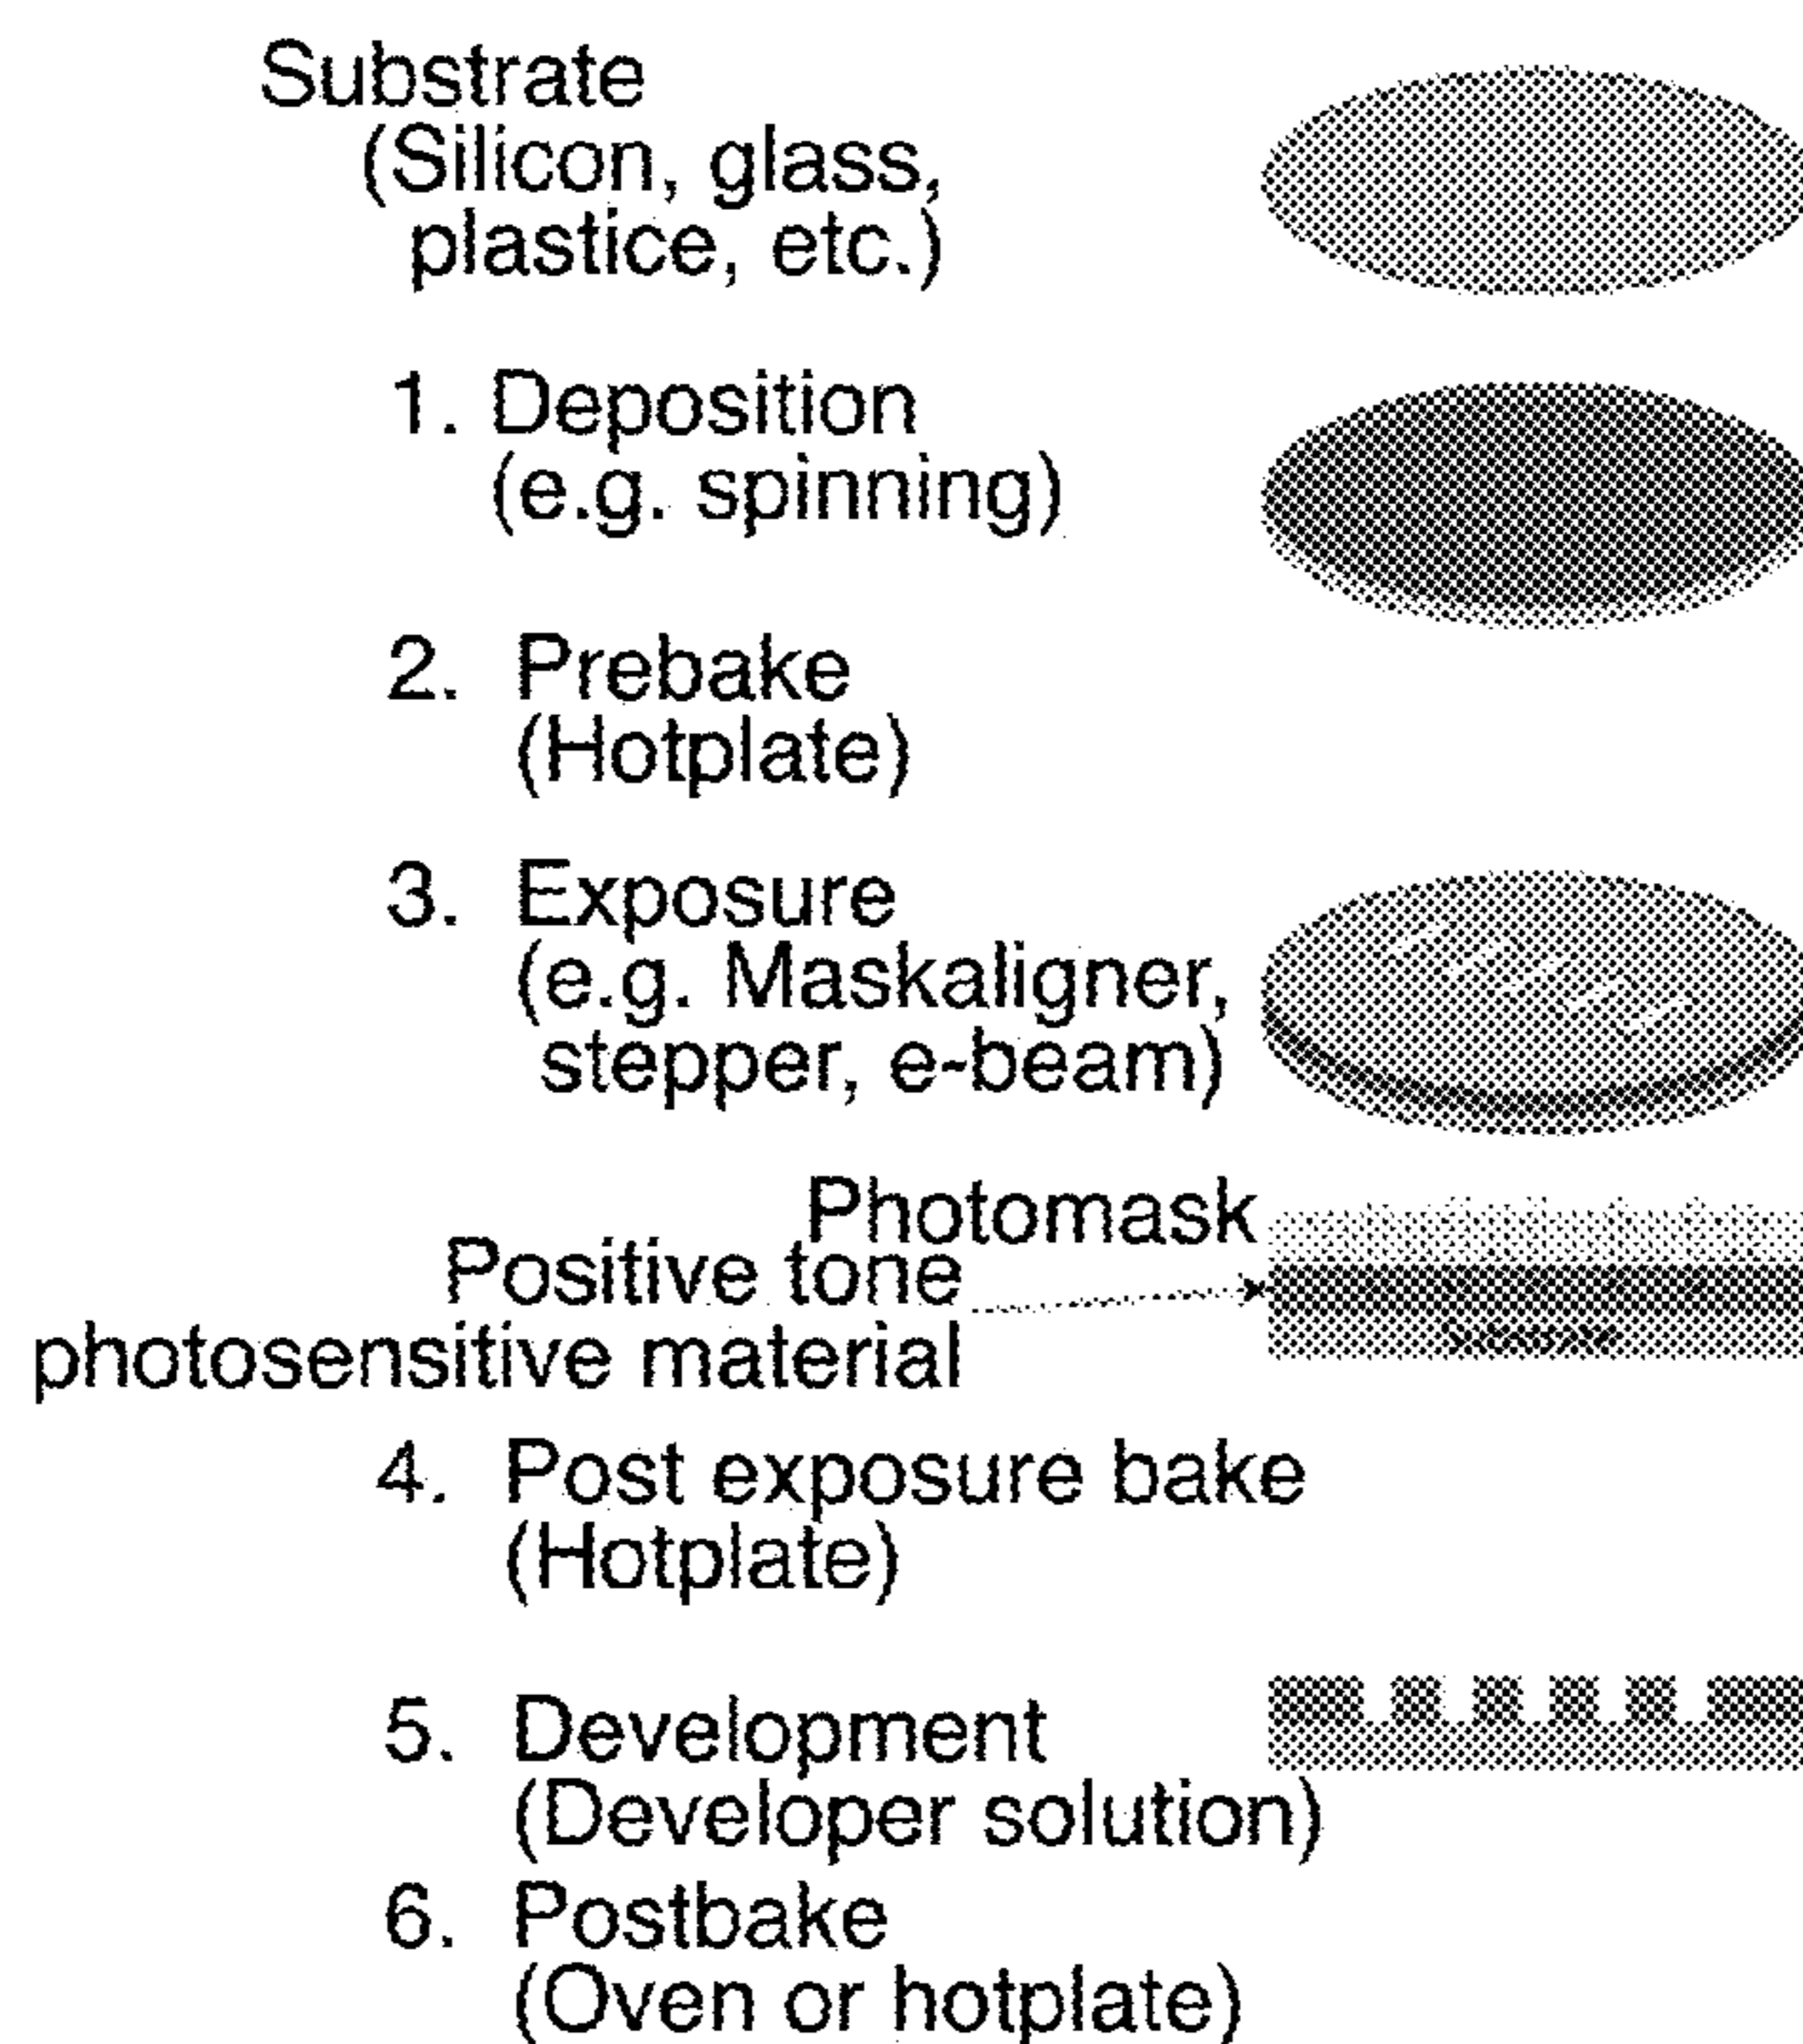 Substrate
(Silicon, glass,
plastice, etc.)
1. Deposition
(e.g. spinning)
2. Prebake
(Hotplate)
3. Exposure
(e.g. Maskaligner,
stepper, e-beam)
Photomask
Positive tone
photosensitive material
4. Post exposure bake
(Hotplate)
5. Development
(Developer solution)
6. Postbake
(Oven or hotplate)